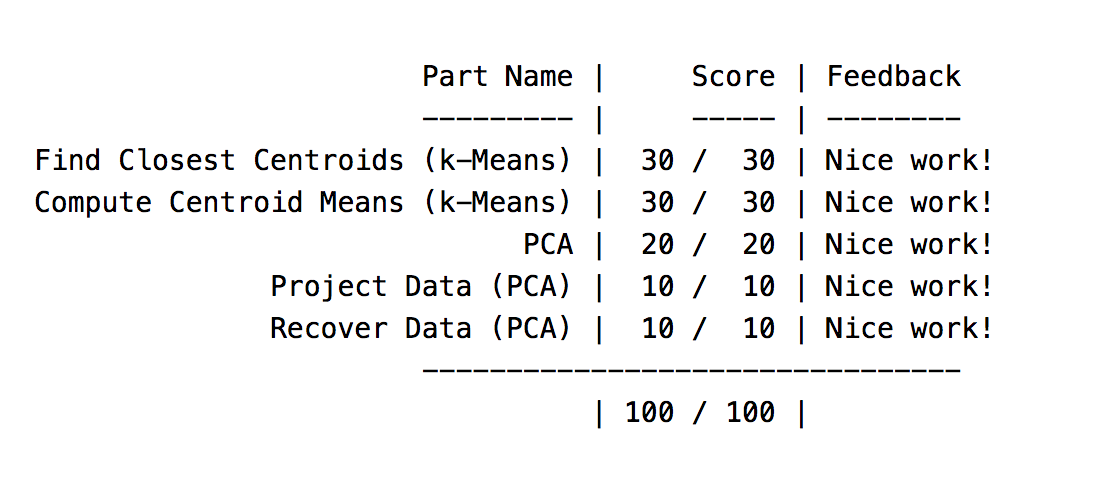 Part Name |     Score | Feedback
--------- |     ----- | --------
Find Closest Centroids (k-Means) |  30 /  30 | Nice work!
Compute Centroid Means (k-Means) |  30 /  30 | Nice work!
PCA |  20 /  20 | Nice work!
Project Data (PCA) |  10 /  10 | Nice work!
Recover Data (PCA) |  10 /  10 | Nice work!
--------------------------------
| 100 / 100 |